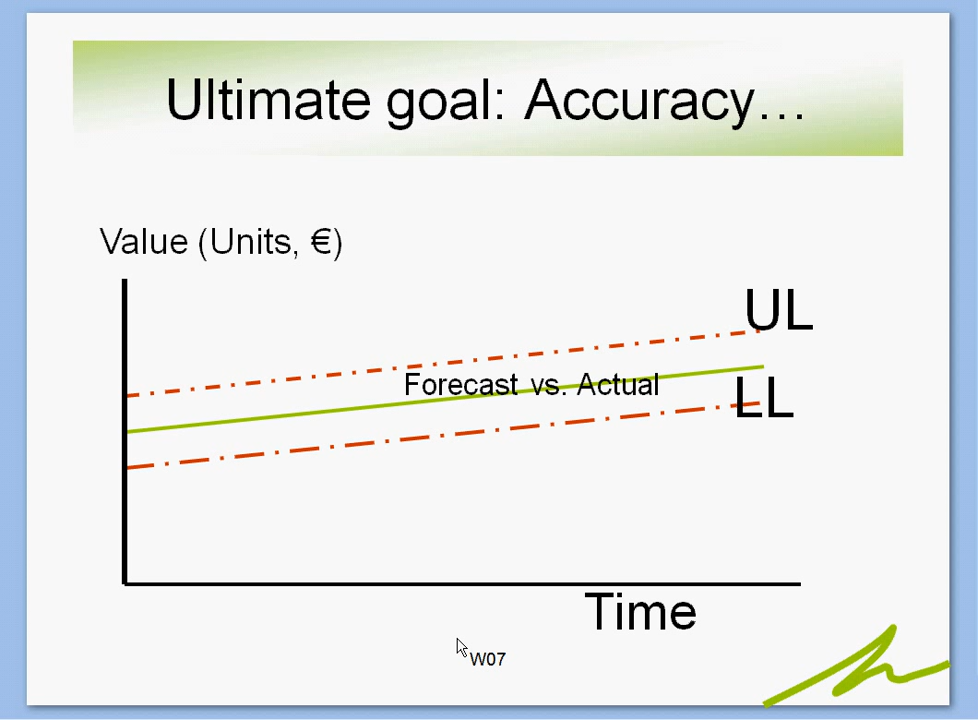 Ultimate goal: Accuracy…
Value (Units, €)
UL
Forecast vs. Actual
LL
Time
W07